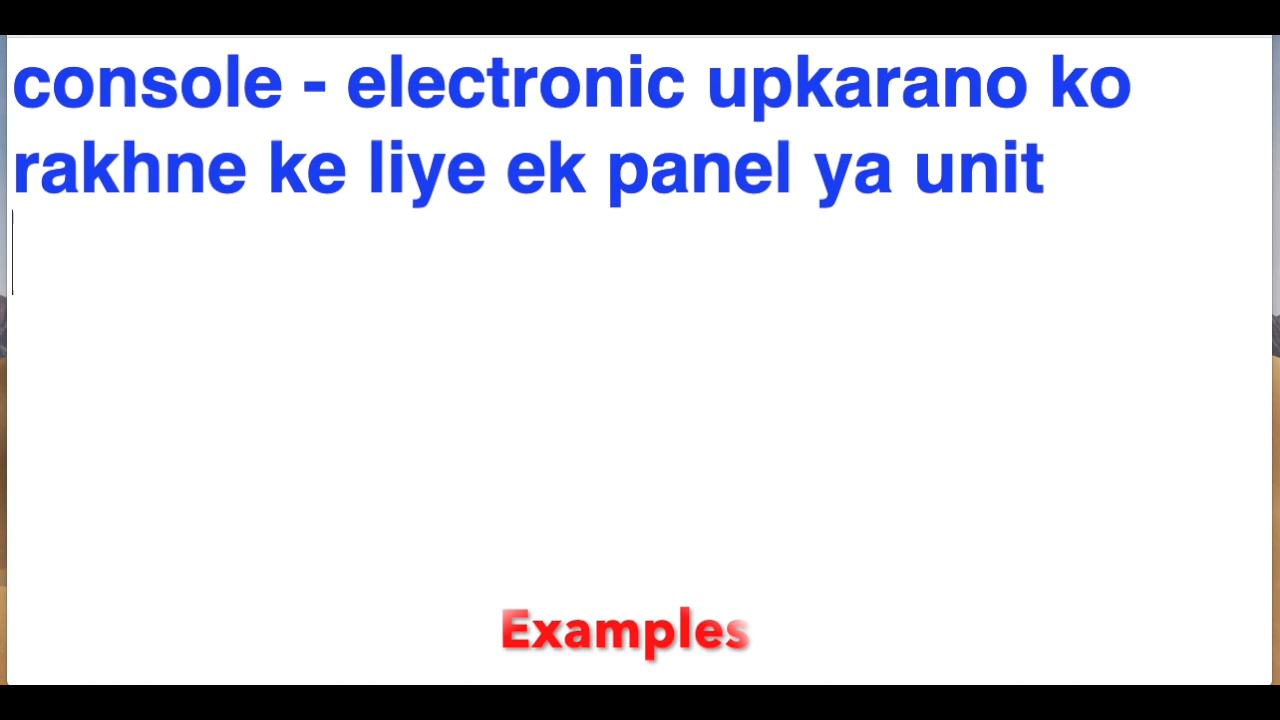 console - electronic upkarano ko
rakhne ke liye ek panel ya unit
Examples